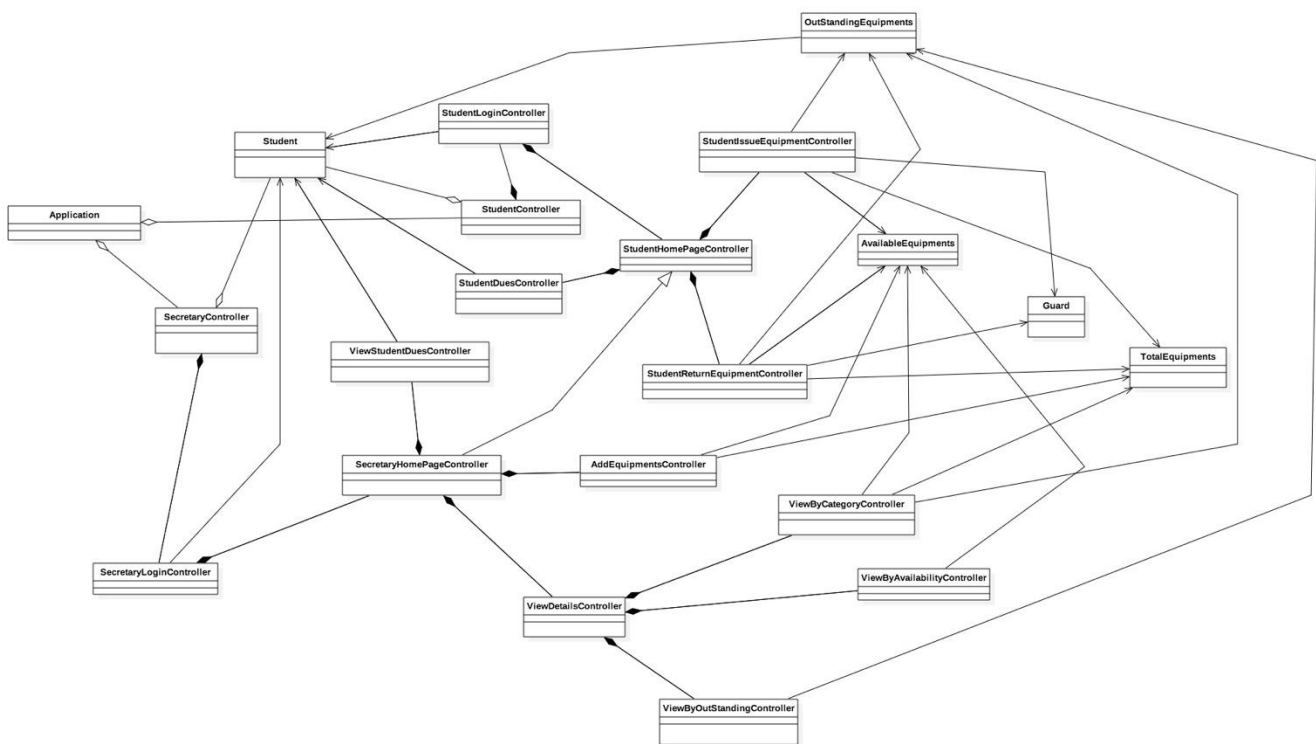 OutStandingEquipments
StudentLoginController
Student
StudentIssueEquipmentController
Application
StudentController
StudentHomePageController
AvailableEquipments
StudentDuesController
SecretaryController
Guard
ViewStudentDuesController
StudentReturnEquipmentController
TotalEquipments
SecretaryHomePageController
AddEquipmentsController
ViewByCategoryController
SecretaryLoginController
ViewByAvailabilityController
ViewDetailsController
ViewByOutStandingController